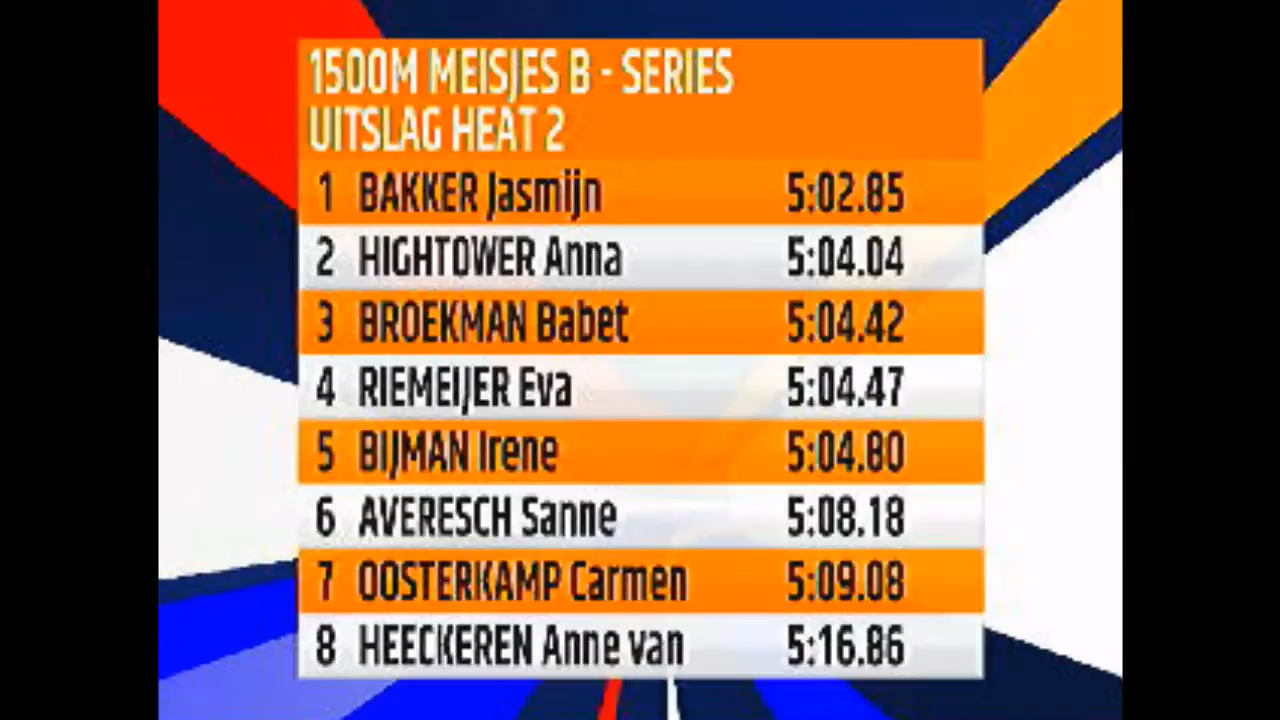 1500M MEISJES B - SERIES
UITSLAG HEAT 2
1 BAKKER Jasmijn 5:02.85
2 HIGHTOWER Anna 5:04.04
3 BROEKMAN Babet 5:04.42
4 RIEMEIJER Eva 5:04.47
5 BIJMAN Irene 5:04.80
6 AVERESCH Sanne 5:08.18
7 OOSTERKAMP Carmen 5:09.08
8 HEECKEREN Anne van 5:16.86